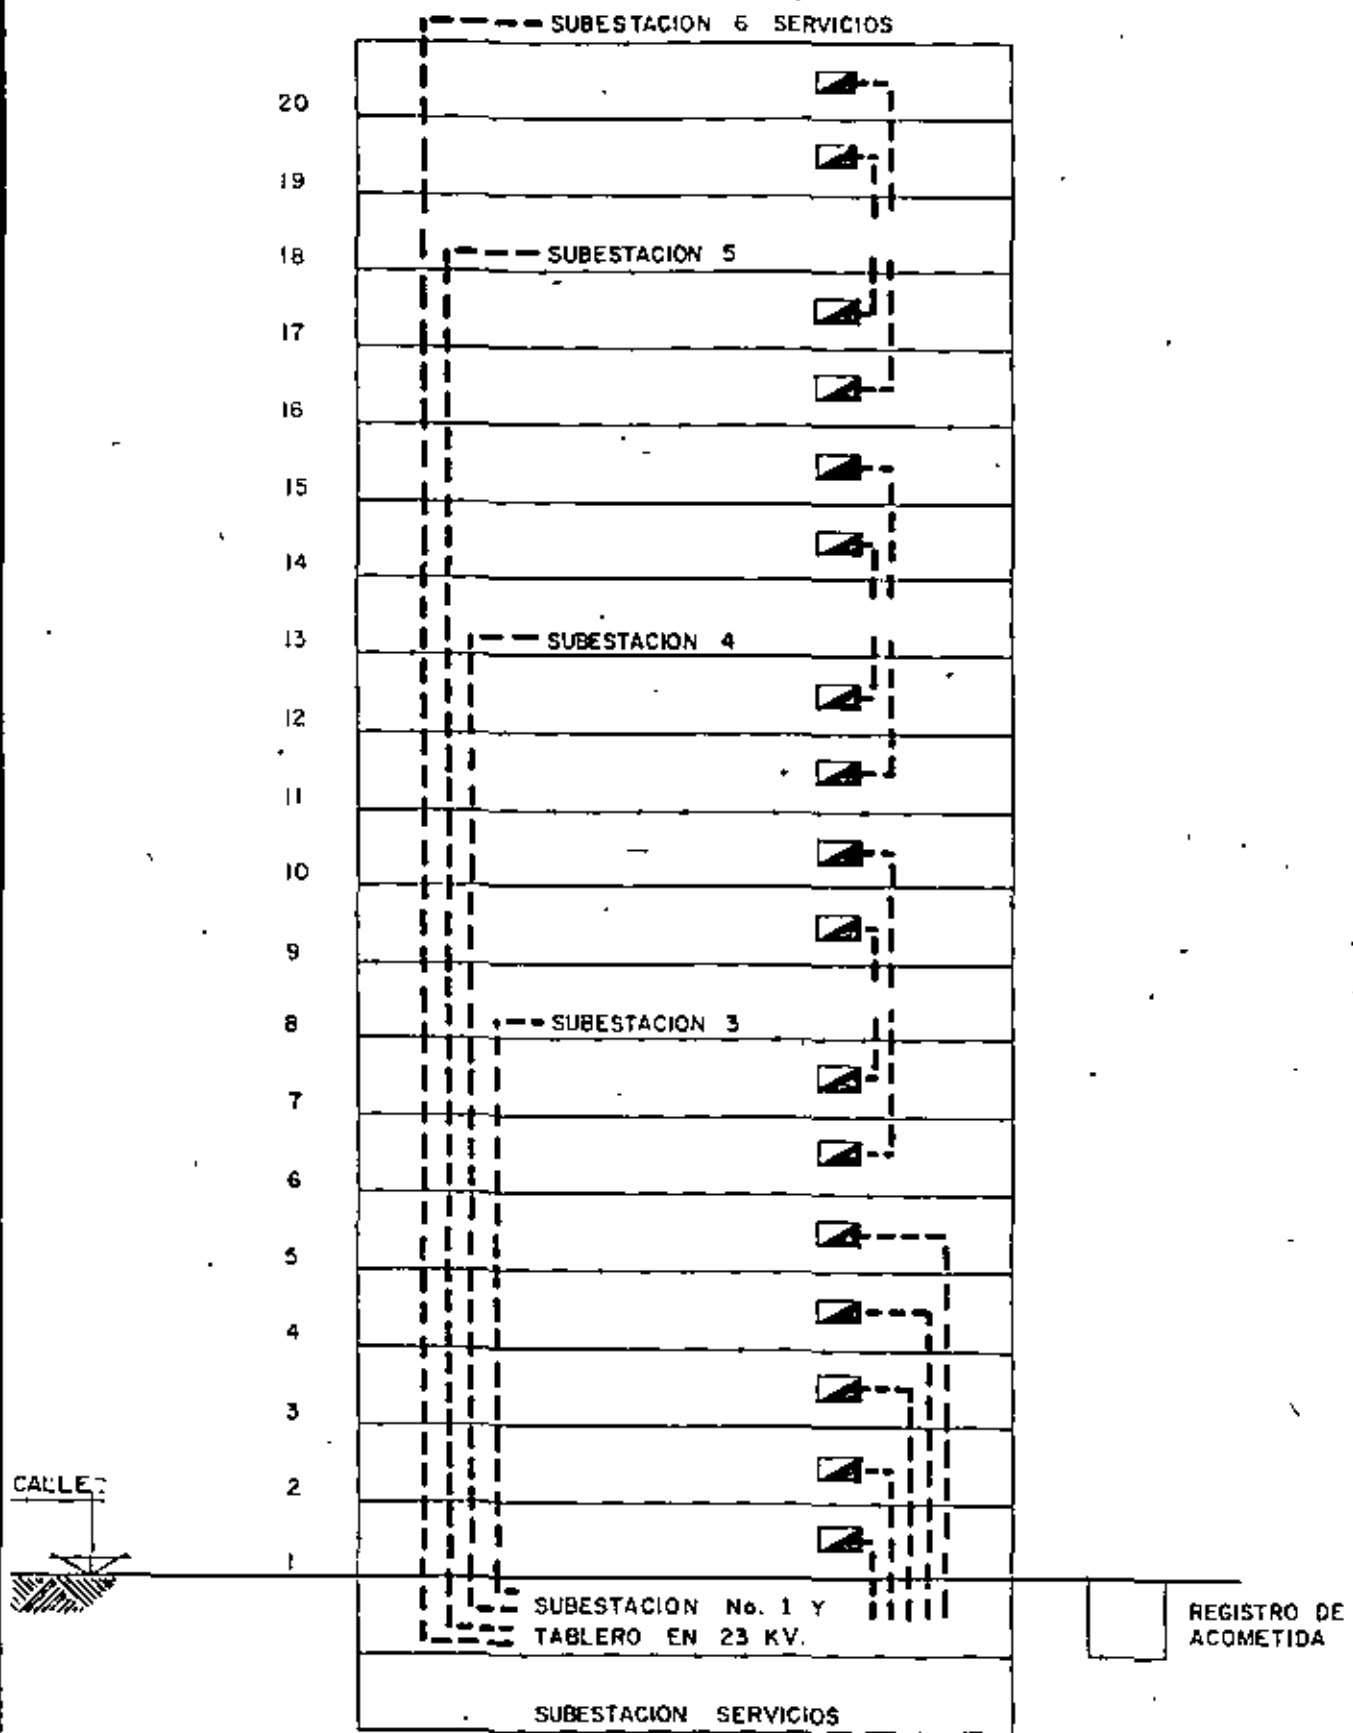 SUBESTACION 6 SERVICIOS
20
19
18
SUBESTACION 5
17
16
15
14
13
SUBESTACION 4
12
11
10
9
8
SUBESTACION 3
7
6
5
4
3
2
CALLE
1
SUBESTACION No. 1 Y
TABLERO EN 23 KV.
REGISTRO DE
ACOMETIDA
SUBESTACION SERVICIOS